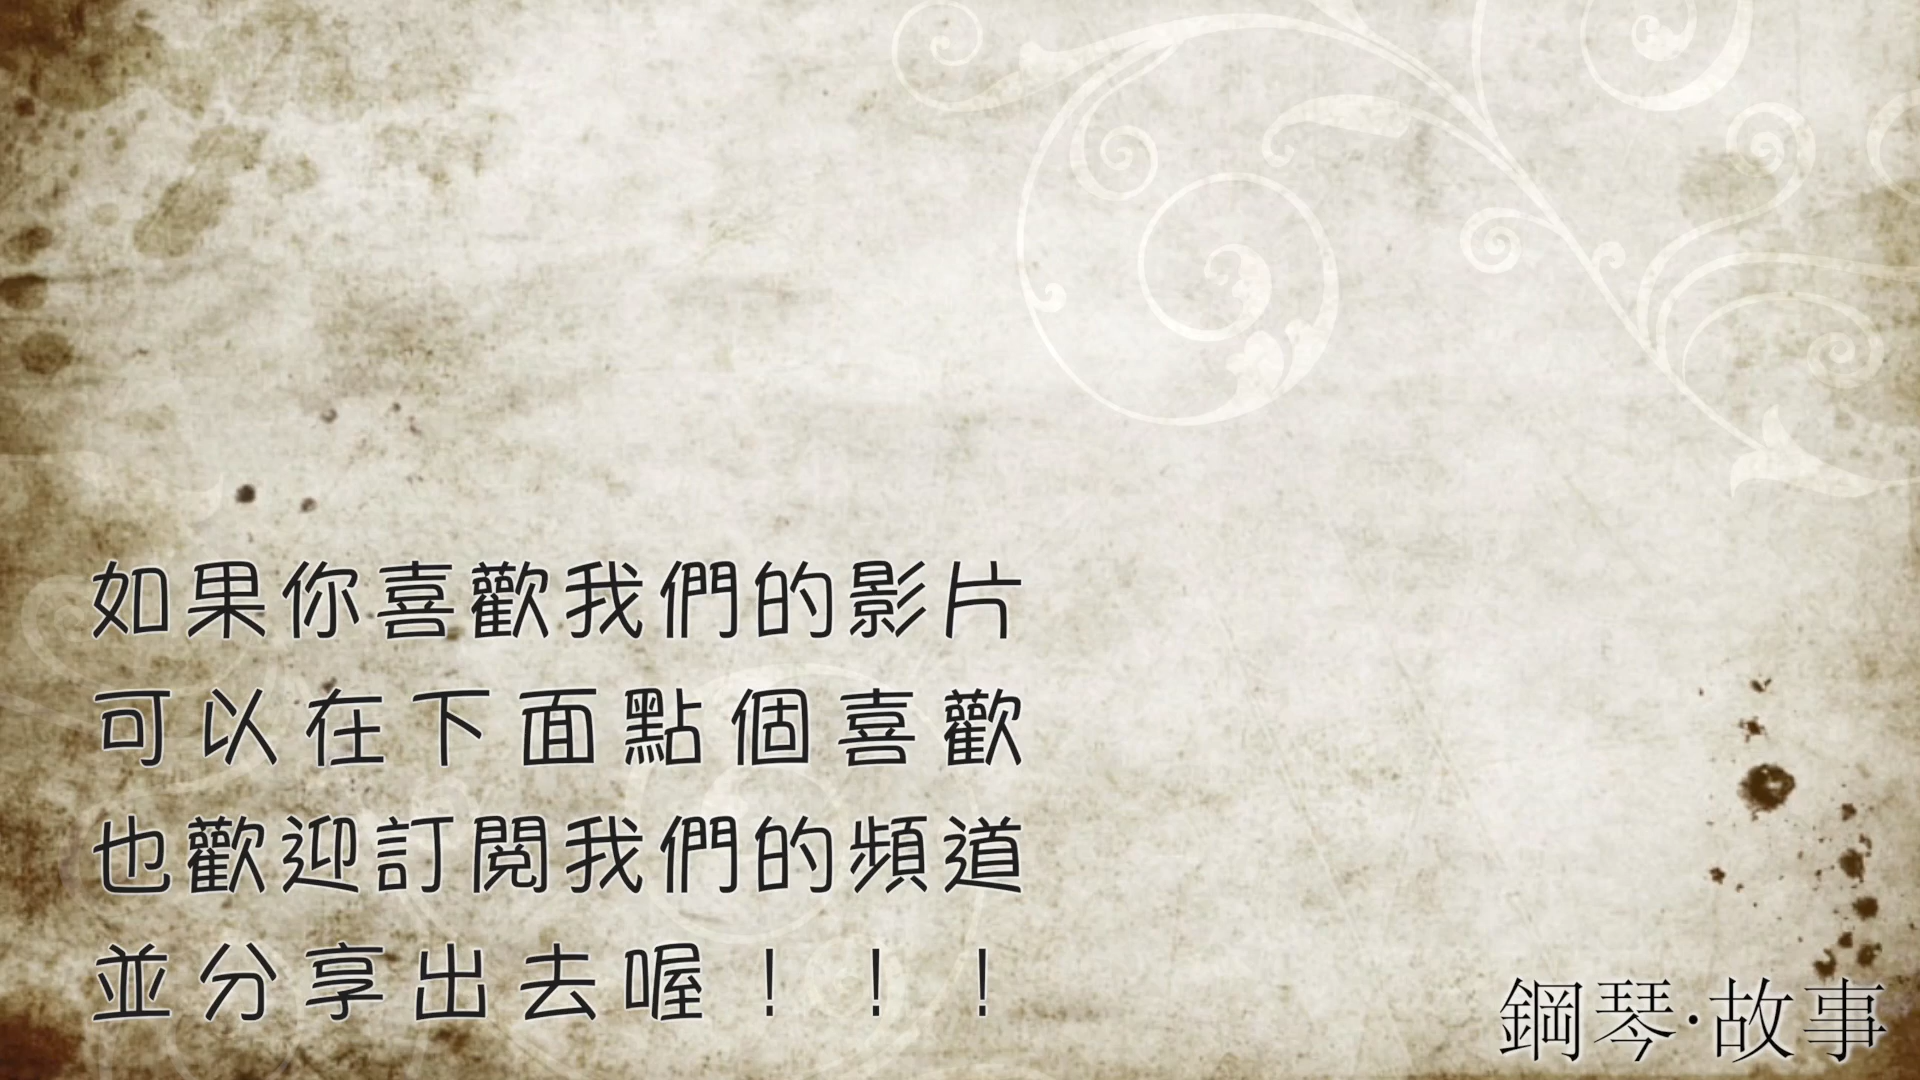 如果你喜歡我們的影片
可以在下面點個喜歡
也歡迎訂閱我們的頻道
並分享出去喔！！！
鋼琴·故事